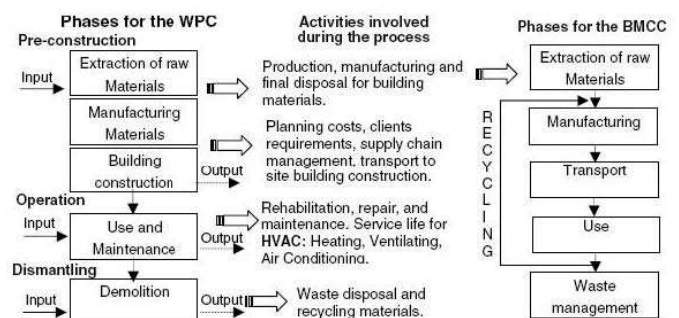 Phases for the WPC
Pre-construction
Input
Extraction of raw
Materials
Manufacturing
Materials
Building
construction
Output
Operation
Input
Use and
Maintenance
Output
Dismantling
Input
Demolition
Output
Activities involved
during the process
Production, manufacturing and
final disposal for building
materials.
Planning costs, clients
requirements, supply chain
management, transport to
site building construction.
Rehabilitation, repair, and
maintenance. Service life for
HVAC: Heating, Ventilating,
Air Conditioning.
Waste disposal and
recycling materials.
Phases for the BMCC
Extraction of raw
Materials
Manufacturing
Transport
Use
Waste
management
RECYCLING